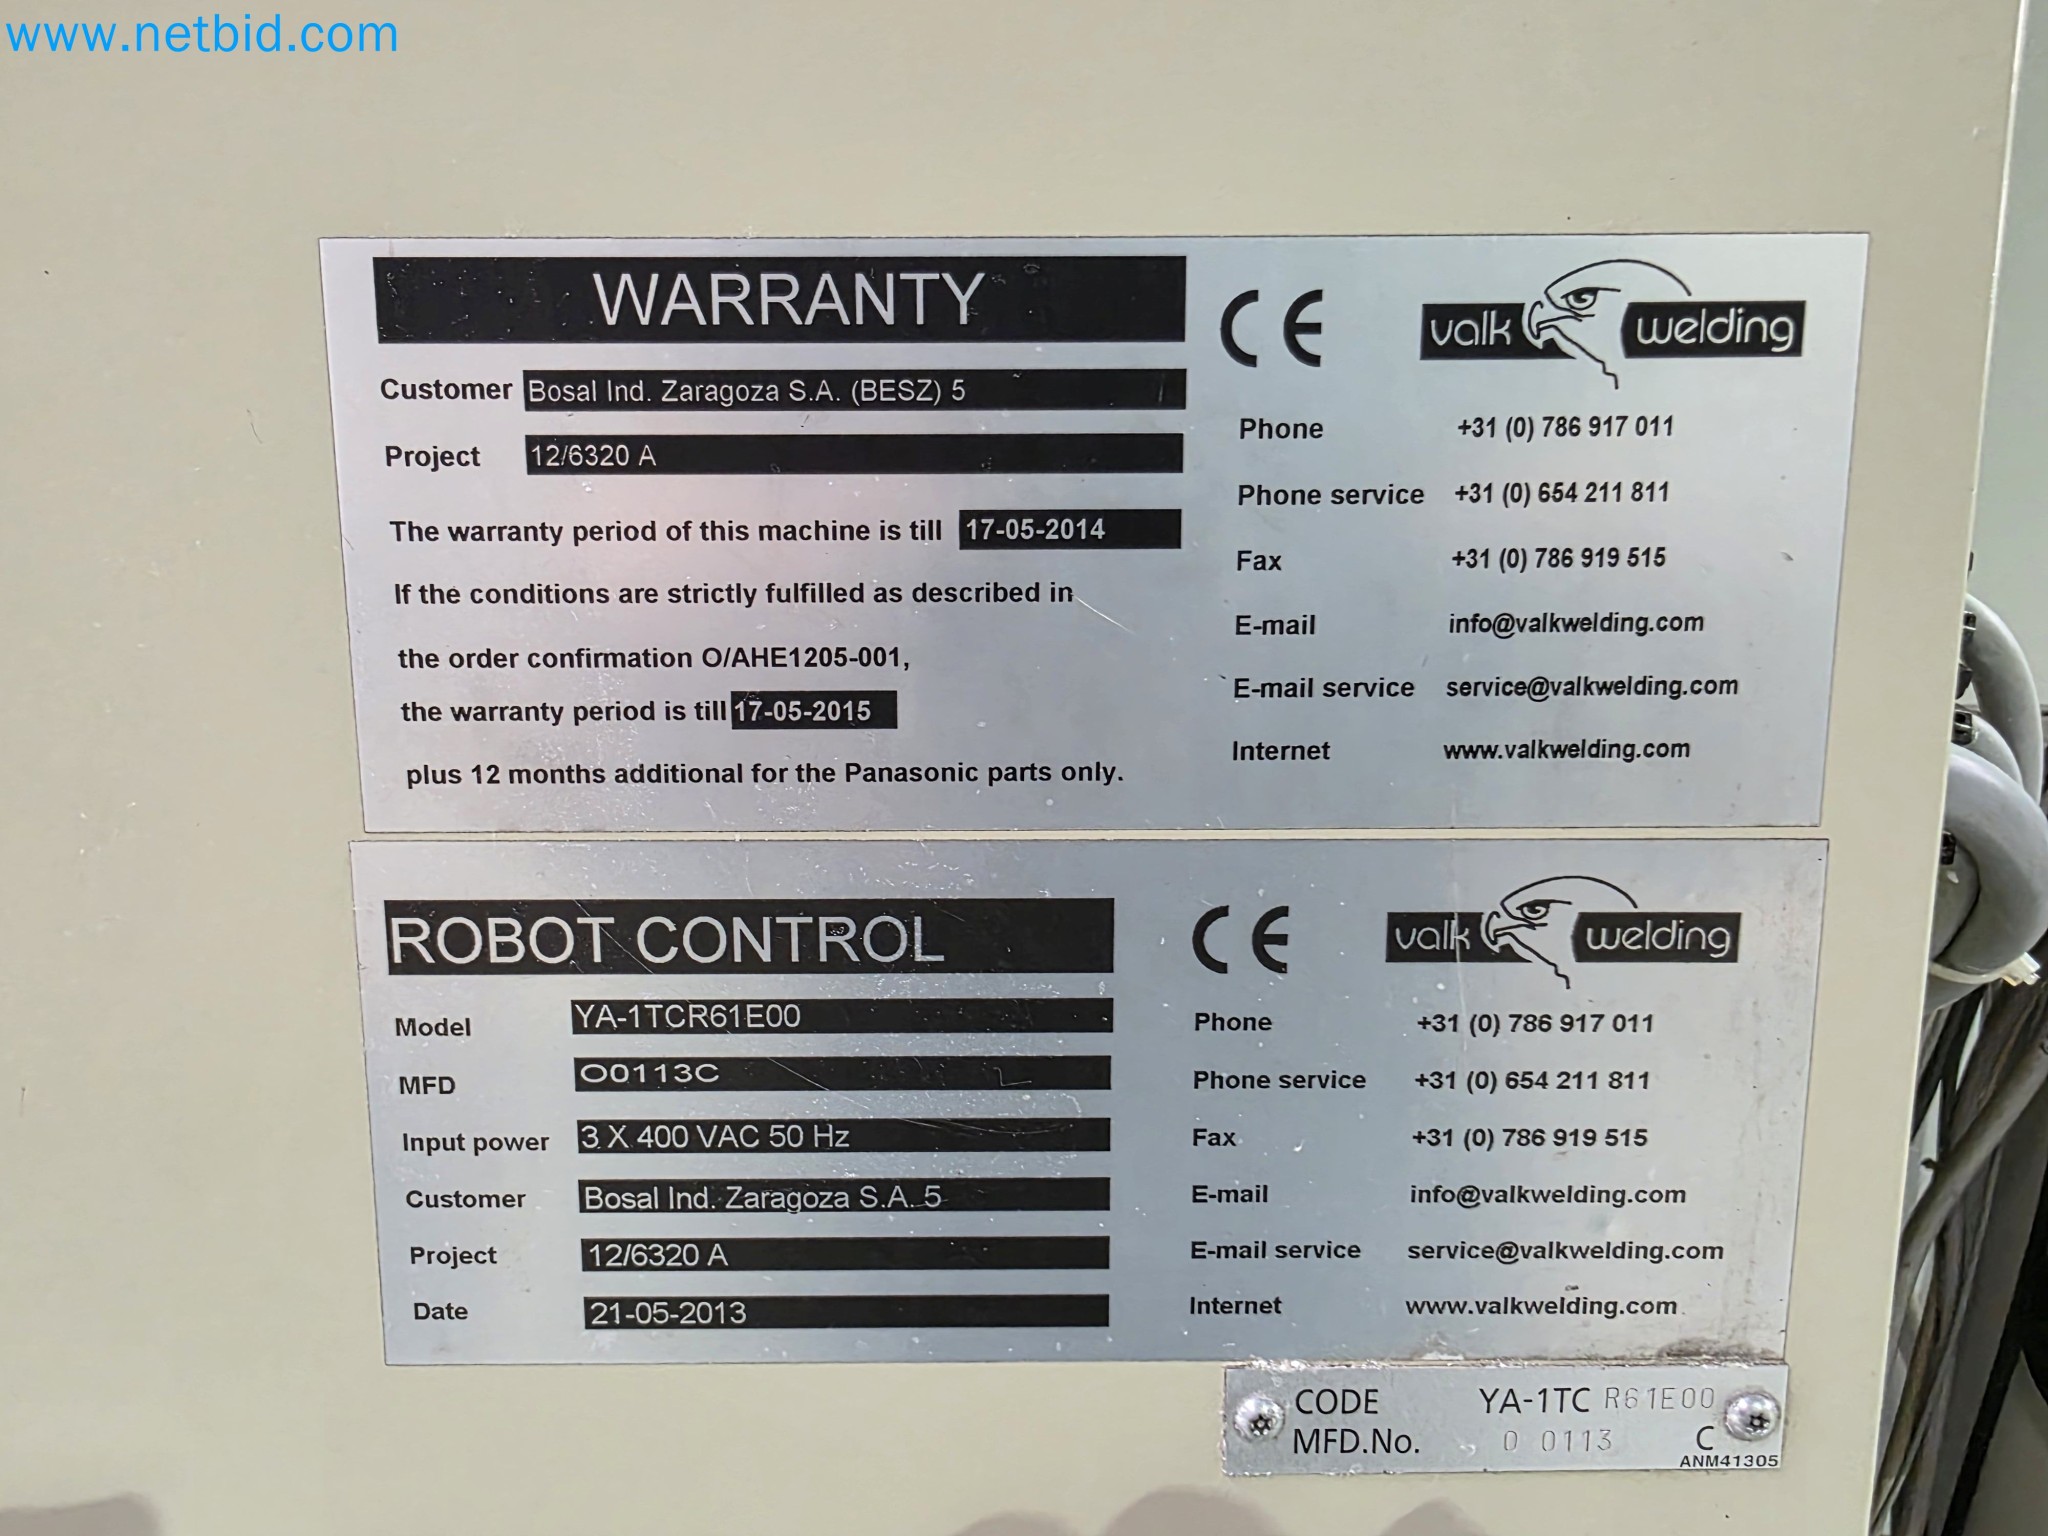 www.netbid.com
WARRANTY
Customer Bosal Ind. Zaragoza S.A. (BESZ) 5
Project 12/6320 A
The warranty period of this machine is till 17-05-2014
If the conditions are strictly fulfilled as described in
the order confirmation O/AHE1205-001,
the warranty period is till 17-05-2015
plus 12 months additional for the Panasonic parts only.
CE valk welding
Phone +31 (0) 786 917 011
Phone service +31 (0) 654 211 811
Fax +31 (0) 786 919 515
E-mail info@valkwelding.com
E-mail service service@valkwelding.com
Internet www.valkwelding.com
ROBOT CONTROL
Model YA-1TCR61E00
MFD O0113C
Input power 3 X 400 VAC 50 Hz
Customer Bosal Ind. Zaragoza S.A. 5
Project 12/6320 A
Date 21-05-2013
CE valk welding
Phone +31 (0) 786 917 011
Phone service +31 (0) 654 211 811
Fax +31 (0) 786 919 515
E-mail info@valkwelding.com
E-mail service service@valkwelding.com
Internet www.valkwelding.com
CODE YA-1TC R61E00
MFD.No. O 0113 C
ANM41305